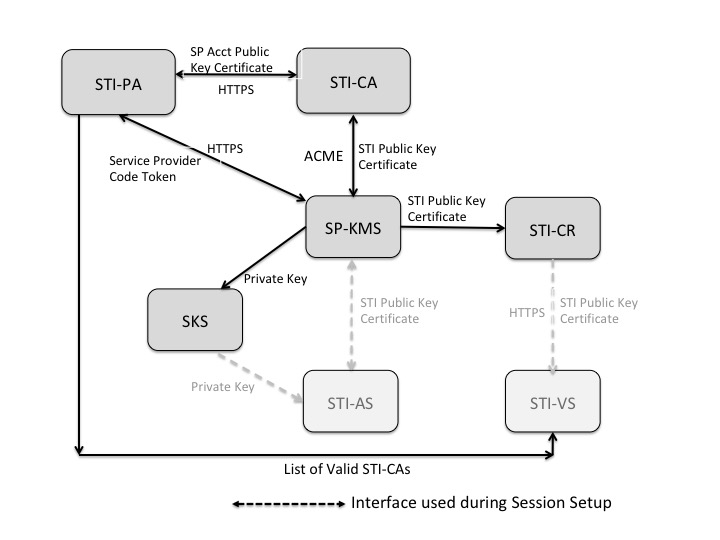 SP Acct Public
Key Certificate
STI-PA
STI-CA
HTTPS
HTTPS
Service Provider
Code Token
ACME
STI Public Key
Certificate
STI Public Key
Certificate
SP-KMS
STI-CR
Private Key
SKS
STI Public Key
Certificate
HTTPS
STI Public Key
Certificate
Private Key
STI-AS
STI-VS
List of Valid STI-CAs
Interface used during Session Setup